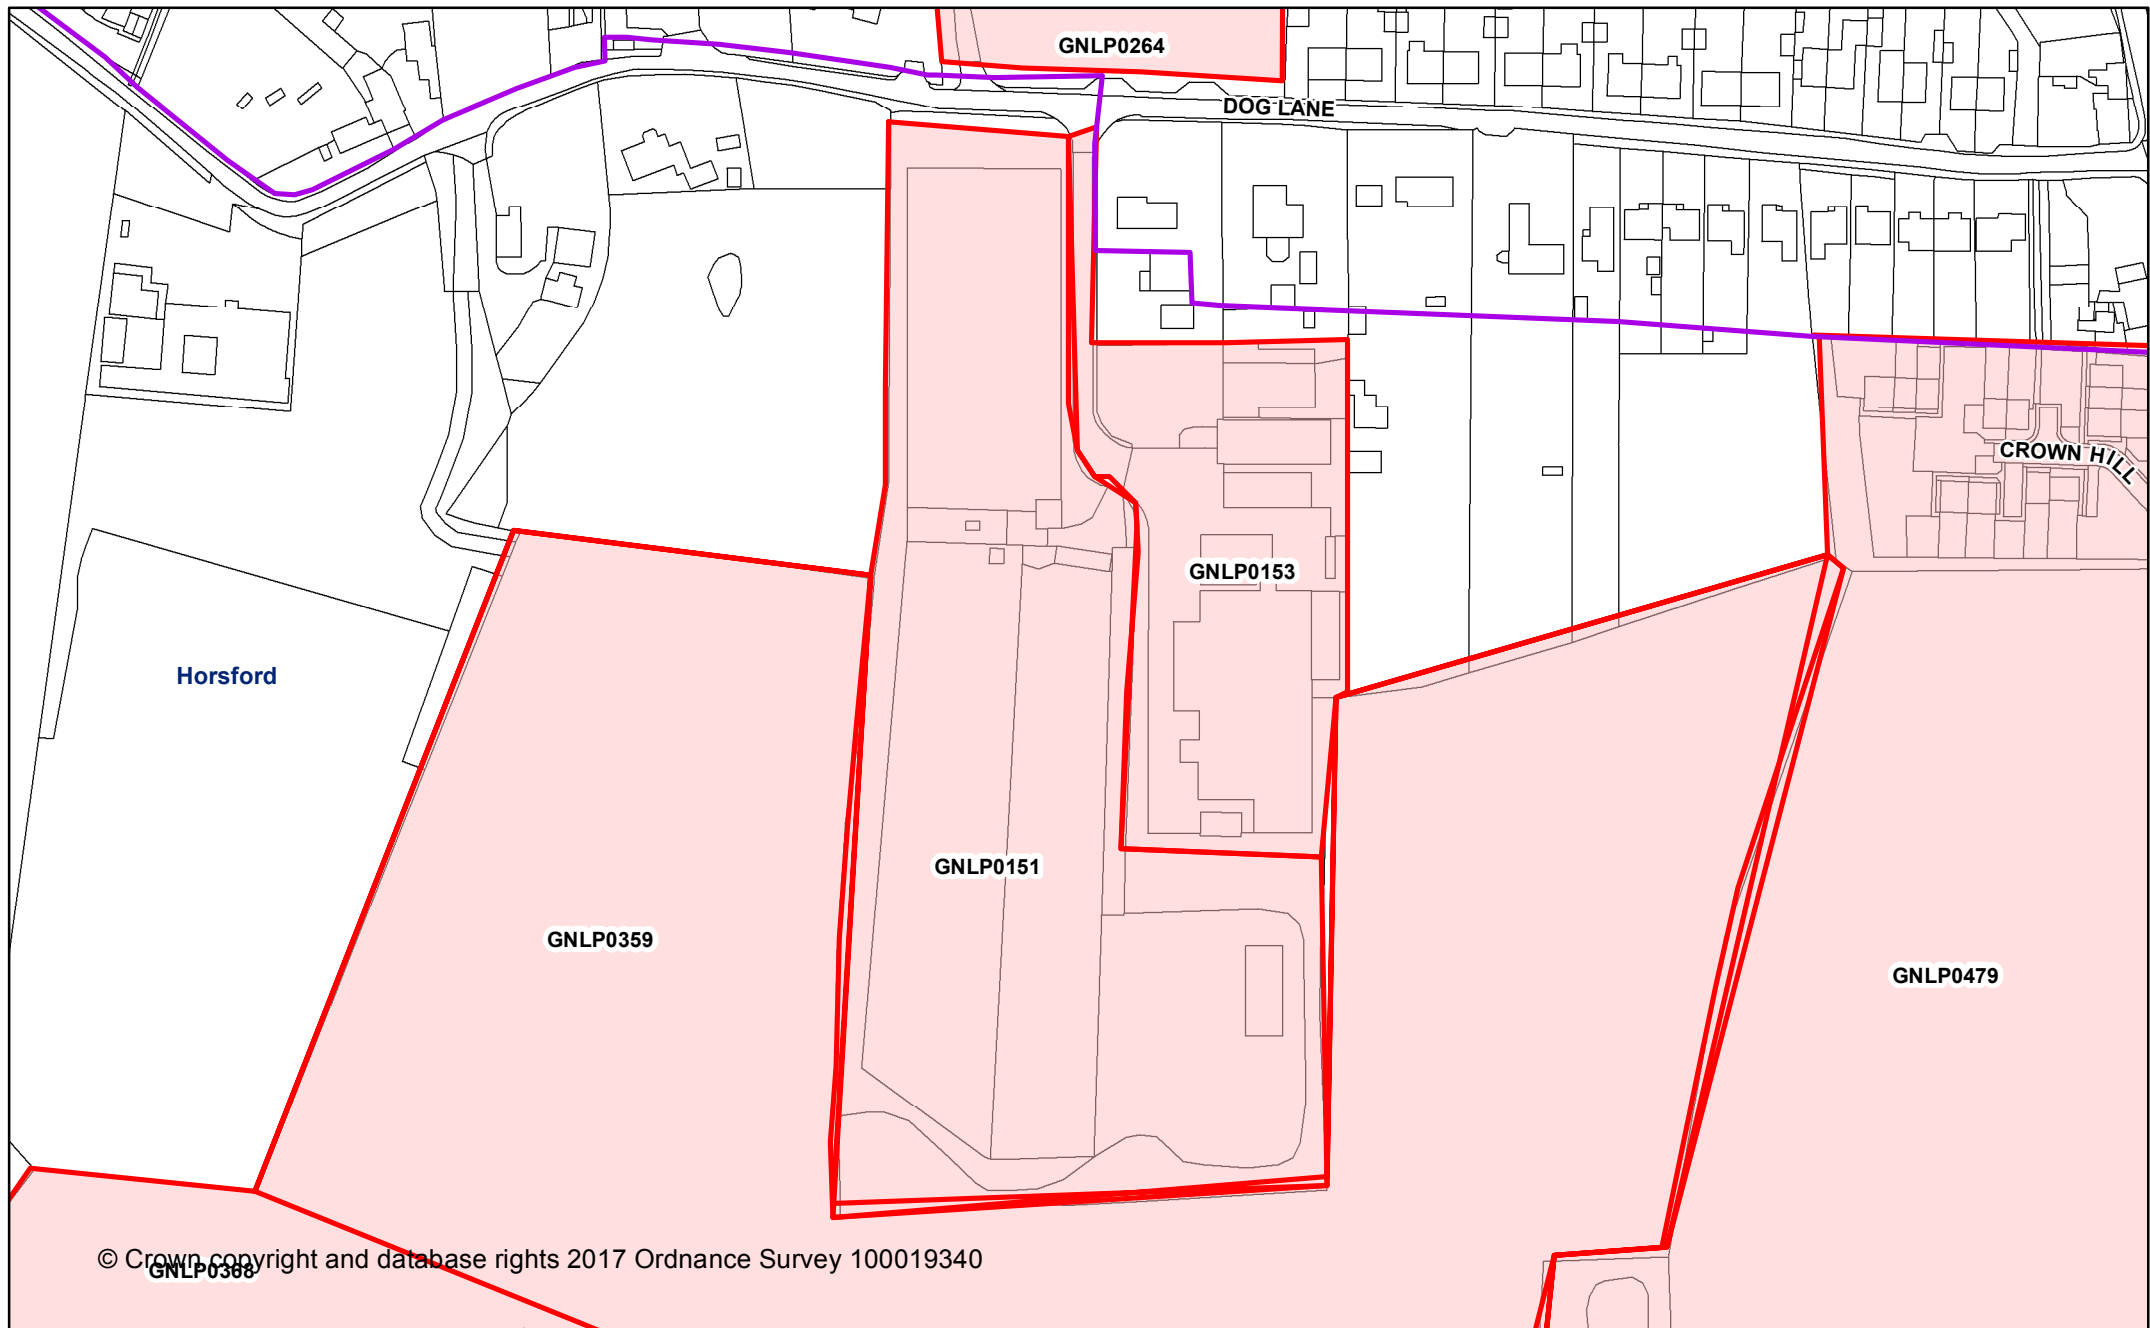 GNLP0264
DOG LANE
CROWN HILL
GNLP0153
Horsford
GNLP0151
GNLP0359
GNLP0479
© Crown copyright and database rights 2017 Ordnance Survey 100019340
GNLP0368